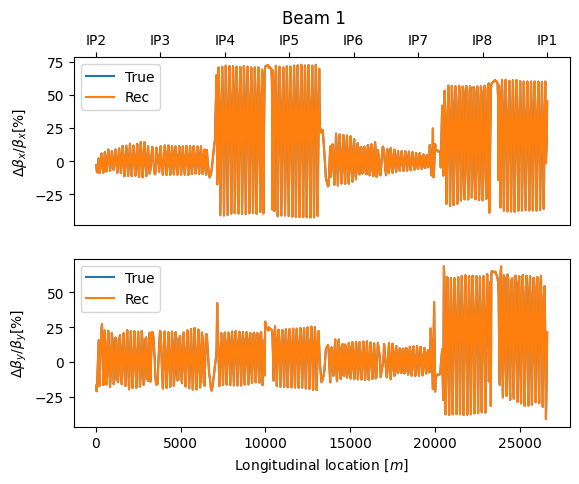 Beam 1
IP2 IP3 IP4 IP5 IP6 IP7 IP8 IP1
75
50
25
0
−25
Δβx/βx[%]
True
Rec
25
50
75
0
−25
Δβy/βy[%]
True
Rec
0 5000 10000 15000 20000 25000
Longitudinal location [m]